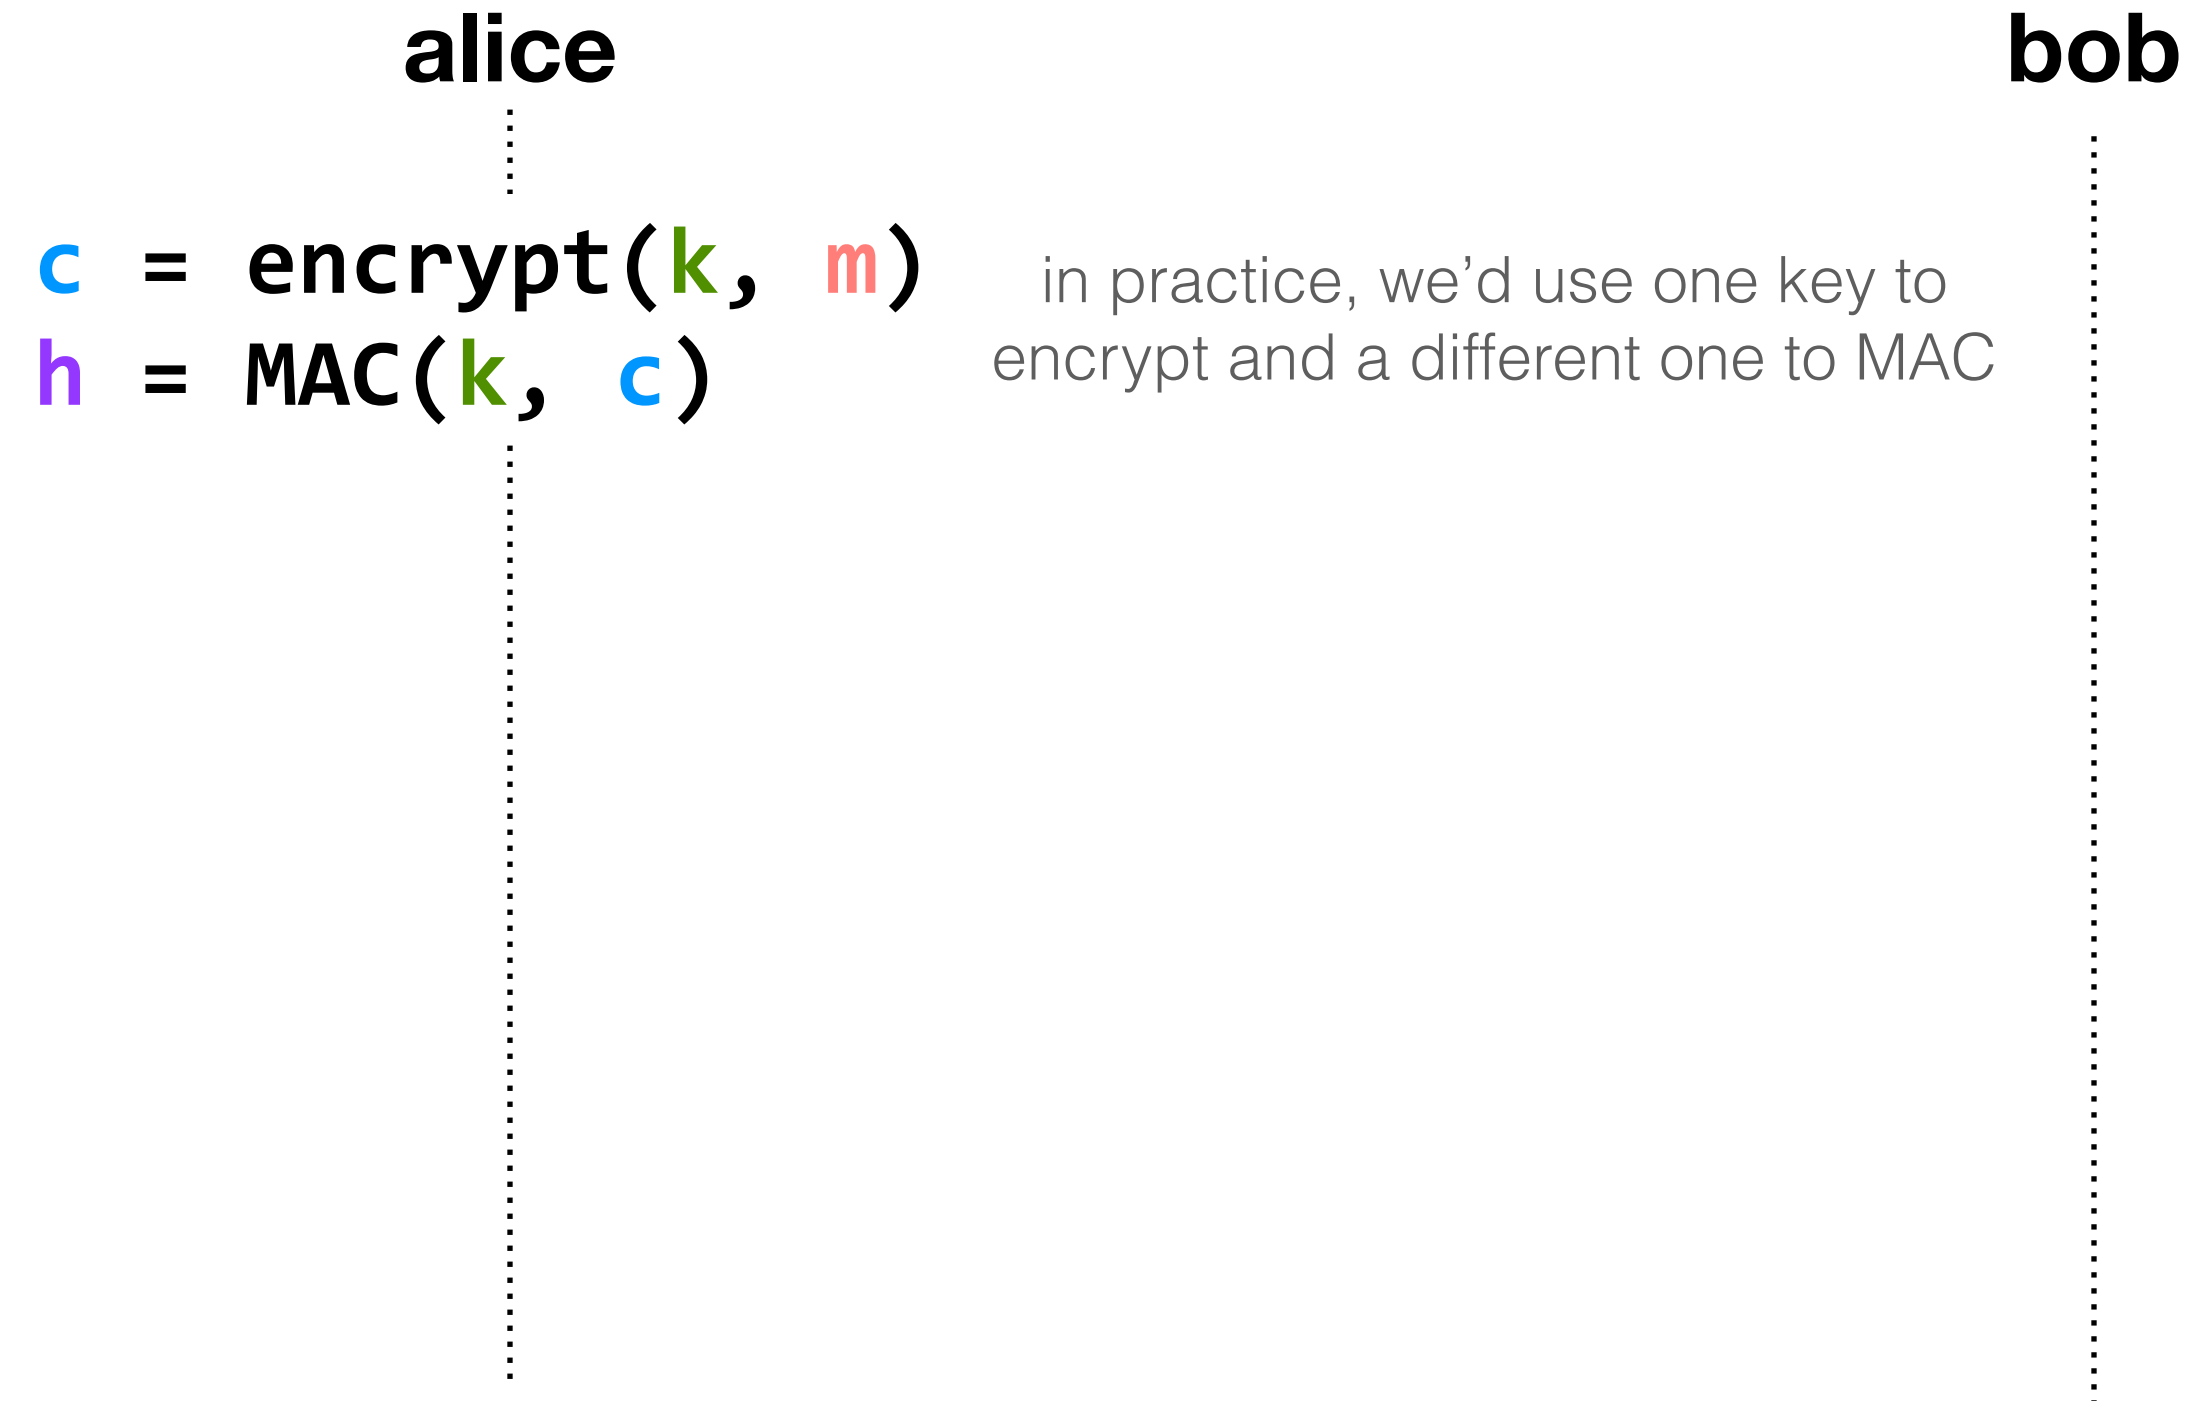 alice
bob
c = encrypt(k, m)
h = MAC(k, c)
in practice, we’d use one key to
encrypt and a different one to MAC